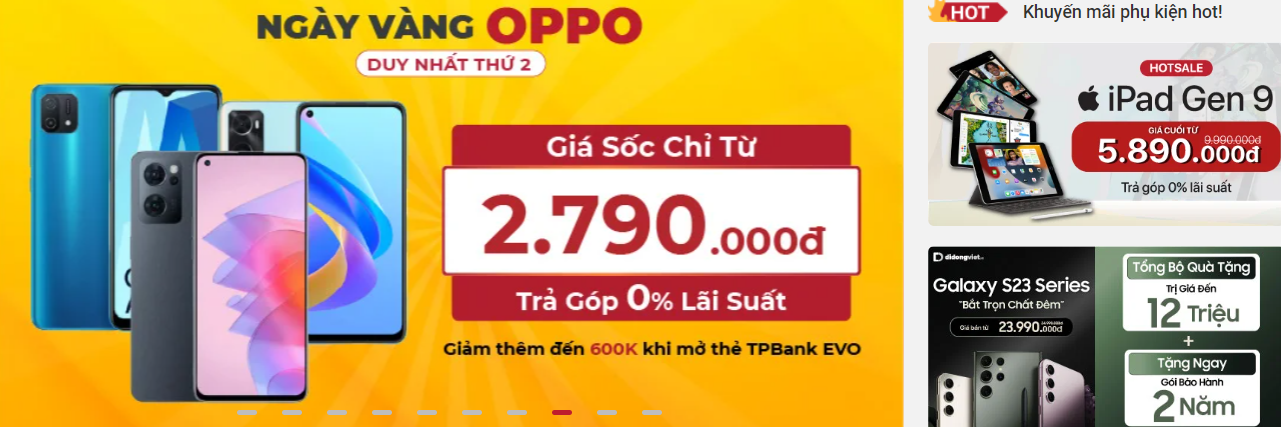 NGÀY VÀNG OPPO
DUY NHẤT THỨ 2
Giá Sốc Chỉ Từ
2.790.000đ
Trả Góp 0% Lãi Suất
Giảm thêm đến 600K khi mở thẻ TPBank EVO
HOT Khuyến mãi phụ kiện hot!
HOTSALE
iPad Gen 9
GIÁ CUỐI TỪ
9.990.000đ
5.890.000đ
Trả góp 0% lãi suất
didongviet
Galaxy S23 Series
"Bắt Trọn Chất Đêm"
Giá bán từ 23.990.000đ
Tổng Bộ Quà Tặng
Trị Giá Đến
12 Triệu
+
Tặng Ngay
Gói Bảo Hành
2 Năm